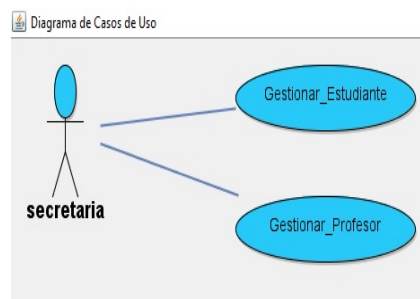 Diagrama de Casos de Uso
Gestionar_Estudiante
secretaria
Gestionar_Profesor